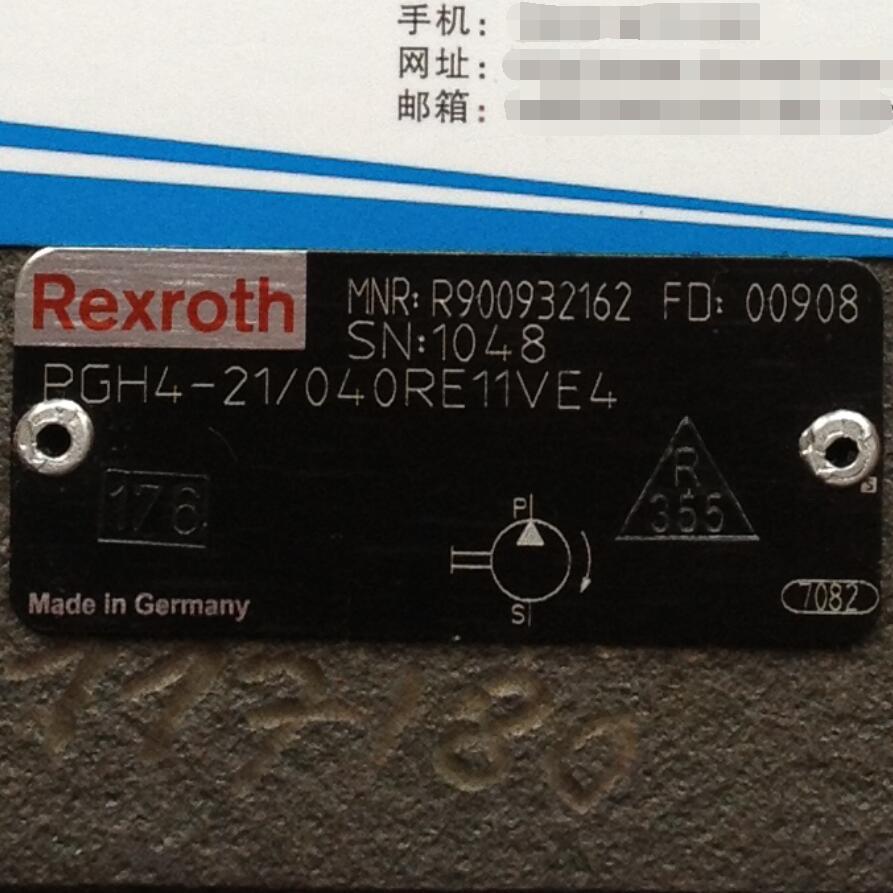 手机：
网址：
邮箱：
Rexroth
MNR: R900932162 FD: 00908
SN:1048
PGH4-21/040RE11VE4
176
P
R
355
S
7082
Made in Germany